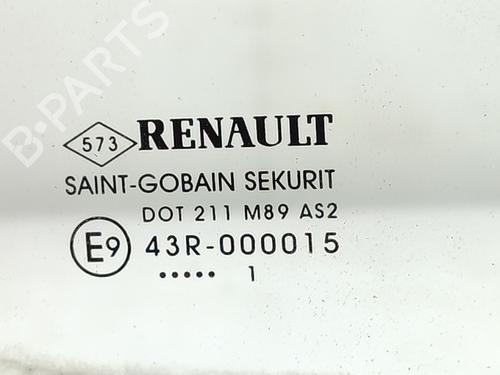 B-PARTS
573 RENAULT
SAINT-GOBAIN SEKURIT
DOT 211 M89 AS2
E9 43R-000015
..... 1